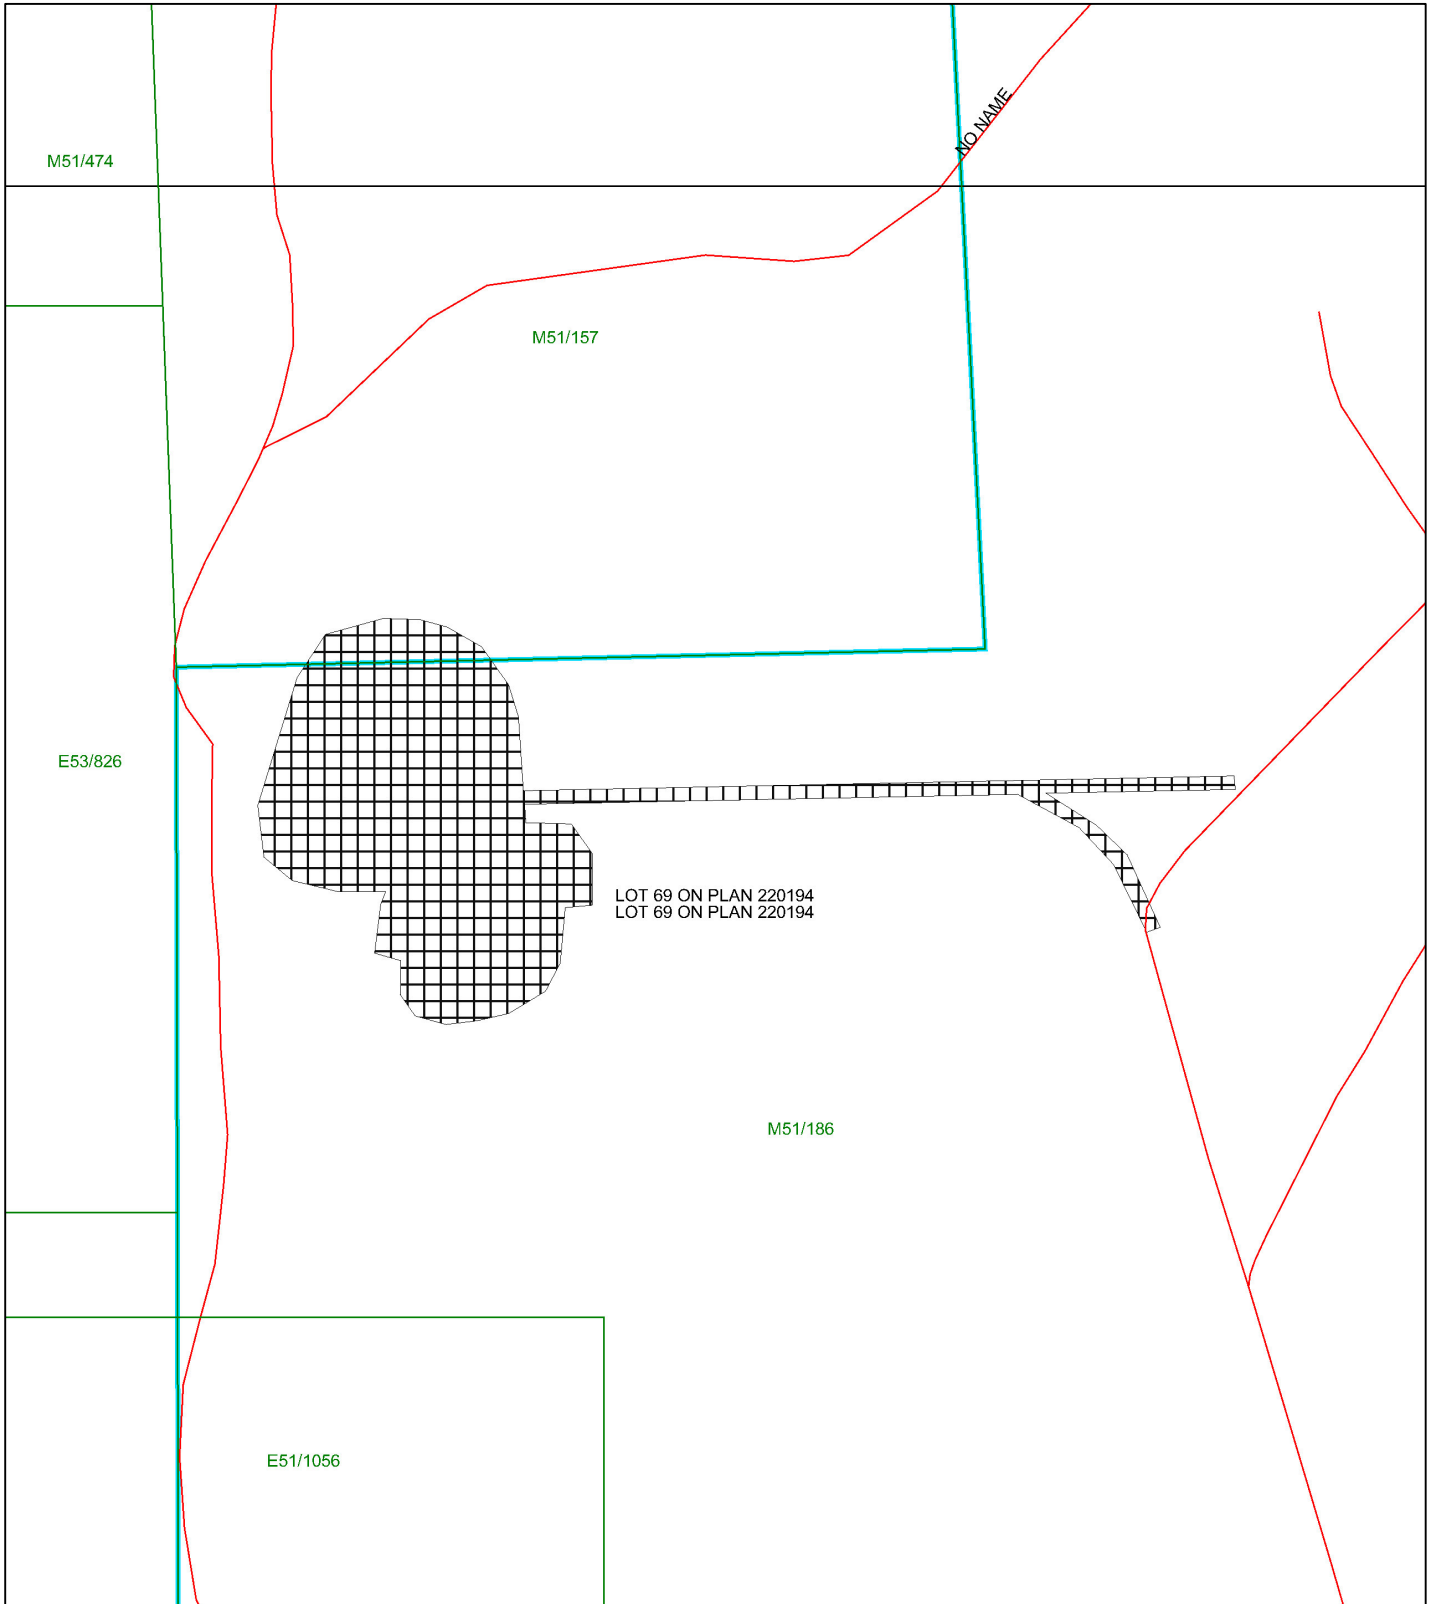 NO NAME
M51/474
M51/157
E53/826
LOT 69 ON PLAN 220194
LOT 69 ON PLAN 220194
M51/186
E51/1056